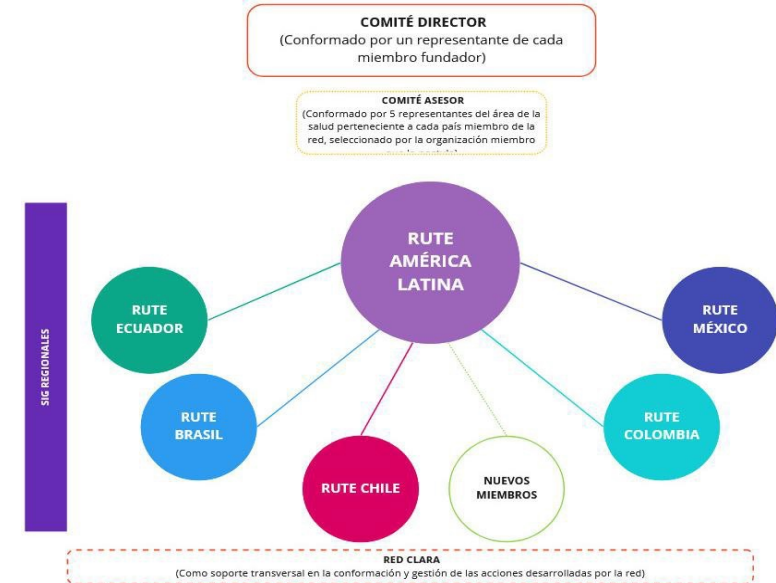 COMITÉ DIRECTOR
(Conformado por un representante de cada
miembro fundador)
COMITÉ ASESOR
(Conformado por 5 representantes del área de la
salud perteneciente a cada país miembro de la
red, seleccionado por la organización miembro
RUTE
AMÉRICA
LATINA
RUTE
ECUADOR
RUTE
MÉXICO
SIG REGIONALES
RUTE
BRASIL
RUTE
COLOMBIA
RUTE CHILE
NUEVOS
MIEMBROS
RED CLARA
(Como soporte transversal en la conformación y gestión de las acciones desarrolladas por la red)